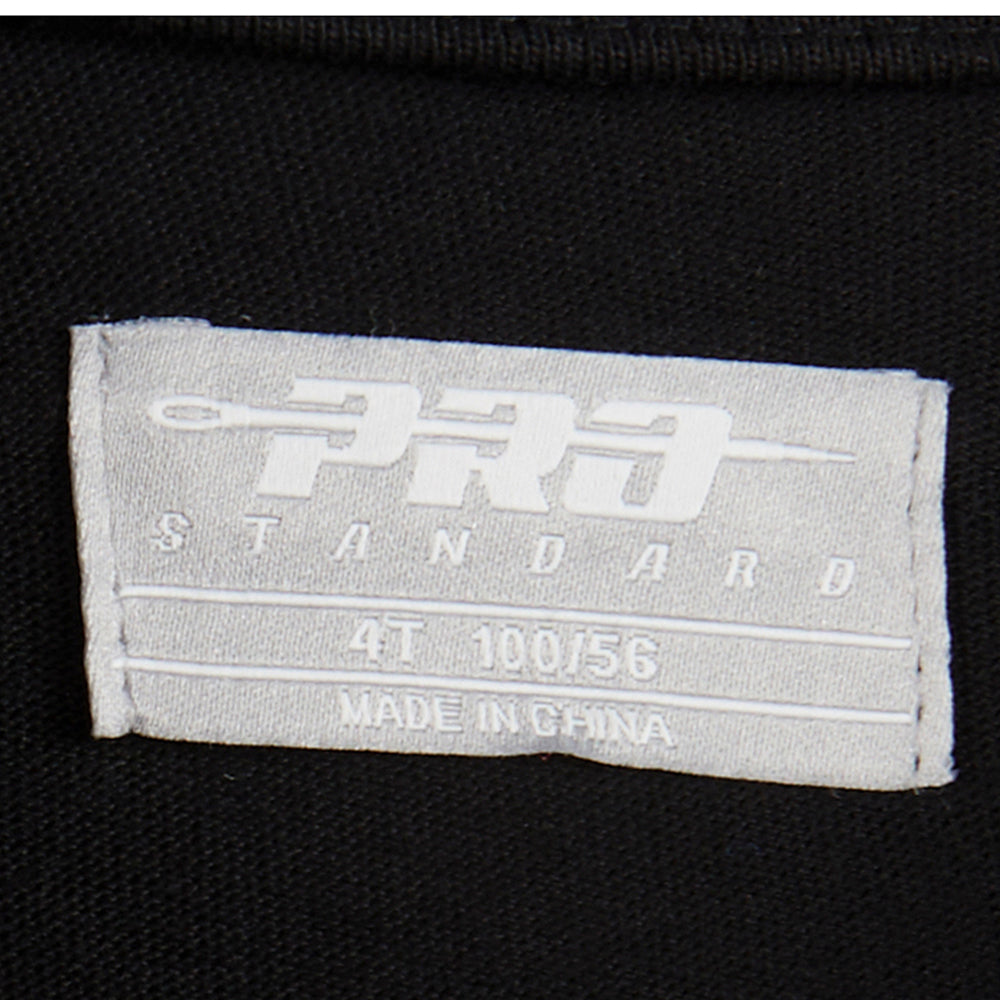 PRO
STANDARD
4T 100/56
MADE IN CHINA